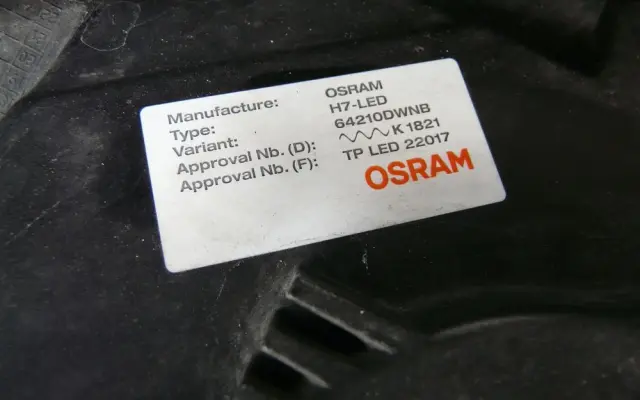 Manufacture: OSRAM
Type: H7-LED
Variant: 64210DWNB
Approval Nb. (D): K 1821
Approval Nb. (F): TP LED 22017
OSRAM